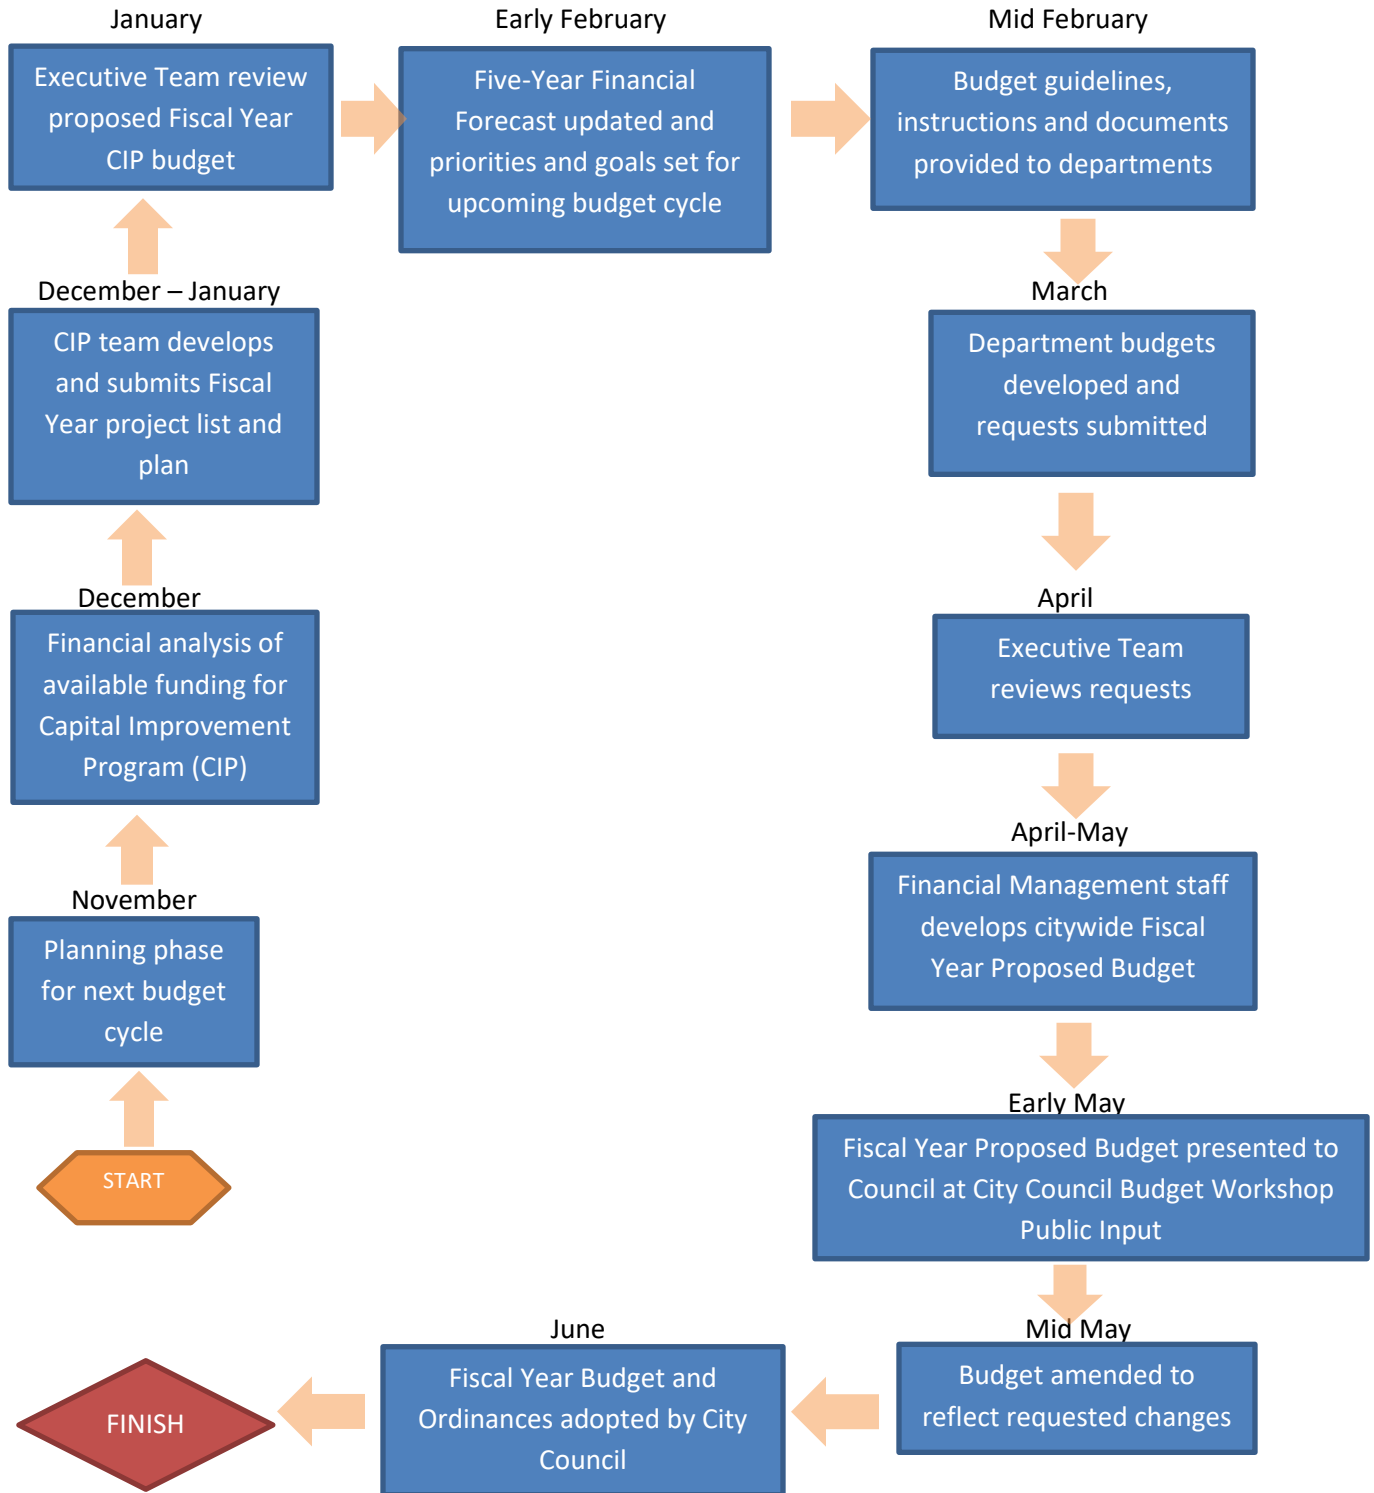 January
Executive Team review
proposed Fiscal Year
CIP budget
Early February
Five-Year Financial
Forecast updated and
priorities and goals set for
upcoming budget cycle
Mid February
Budget guidelines,
instructions and documents
provided to departments
December – January
CIP team develops
and submits Fiscal
Year project list and
plan
March
Department budgets
developed and
requests submitted
December
Financial analysis of
available funding for
Capital Improvement
Program (CIP)
April
Executive Team
reviews requests
April-May
Financial Management staff
develops citywide Fiscal
Year Proposed Budget
November
Planning phase
for next budget
cycle
START
Early May
Fiscal Year Proposed Budget presented to
Council at City Council Budget Workshop
Public Input
Mid May
Budget amended to
reflect requested changes
June
Fiscal Year Budget and
Ordinances adopted by City
Council
FINISH